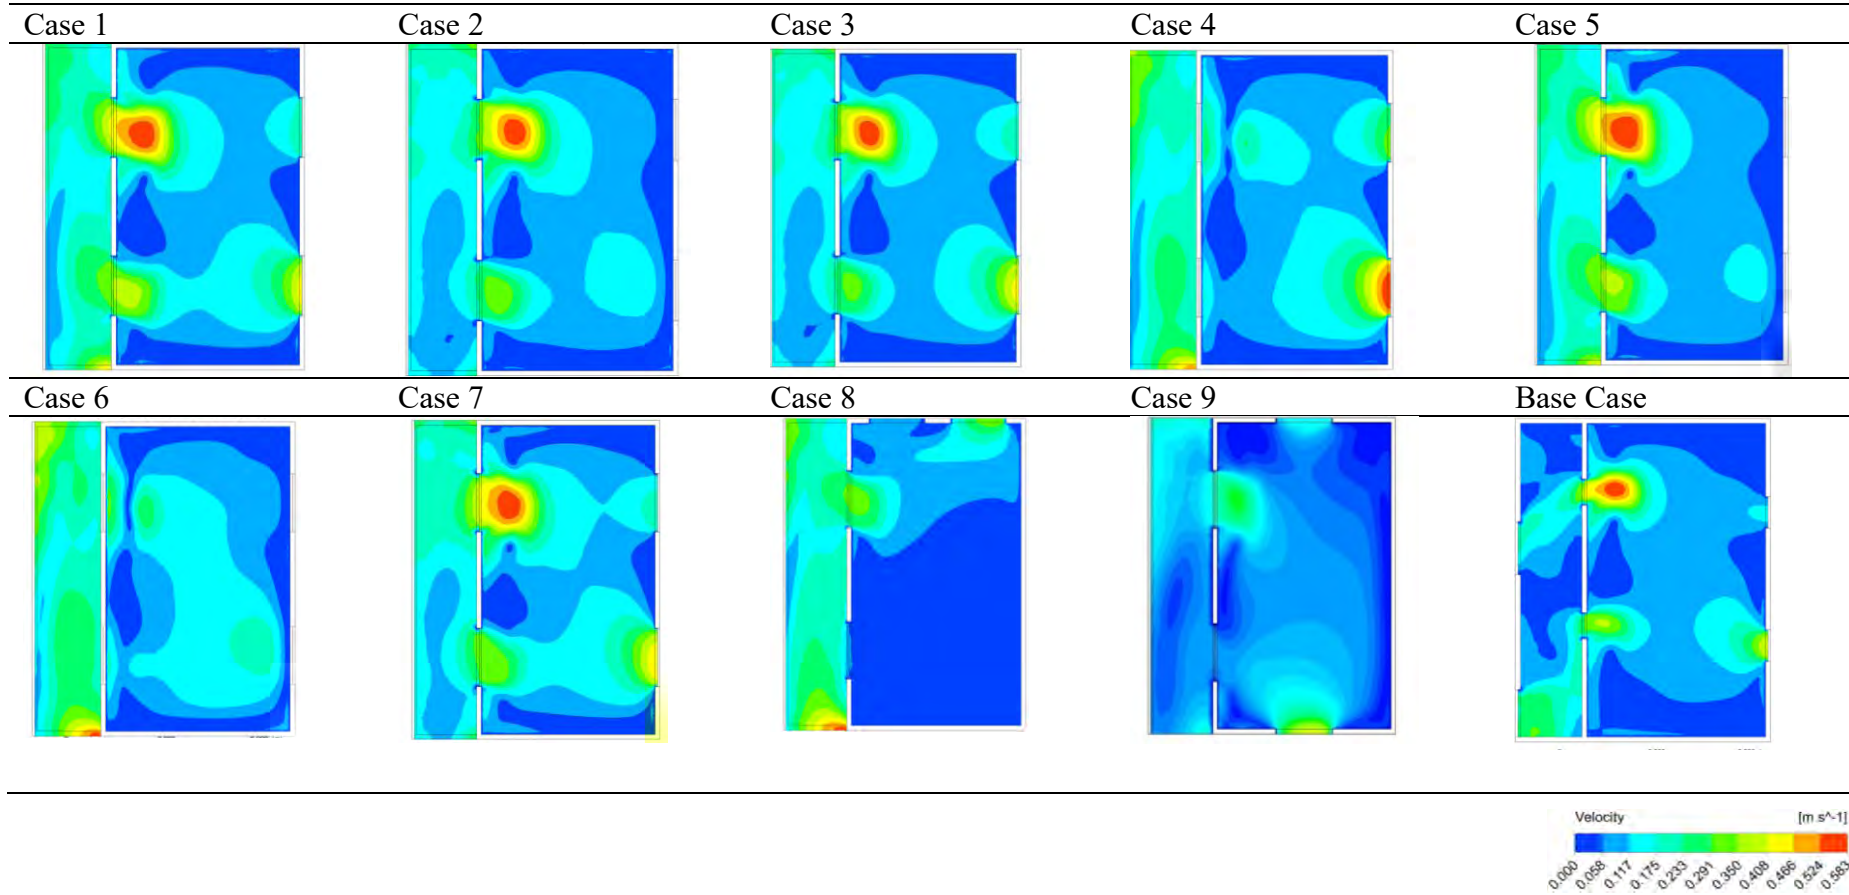 Case 1 Case 2 Case 3 Case 4 Case 5
Case 6 Case 7 Case 8 Case 9 Base Case
Velocity [m s^-1]
0.000 0.058 0.117 0.175 0.233 0.291 0.350 0.408 0.466 0.524 0.583